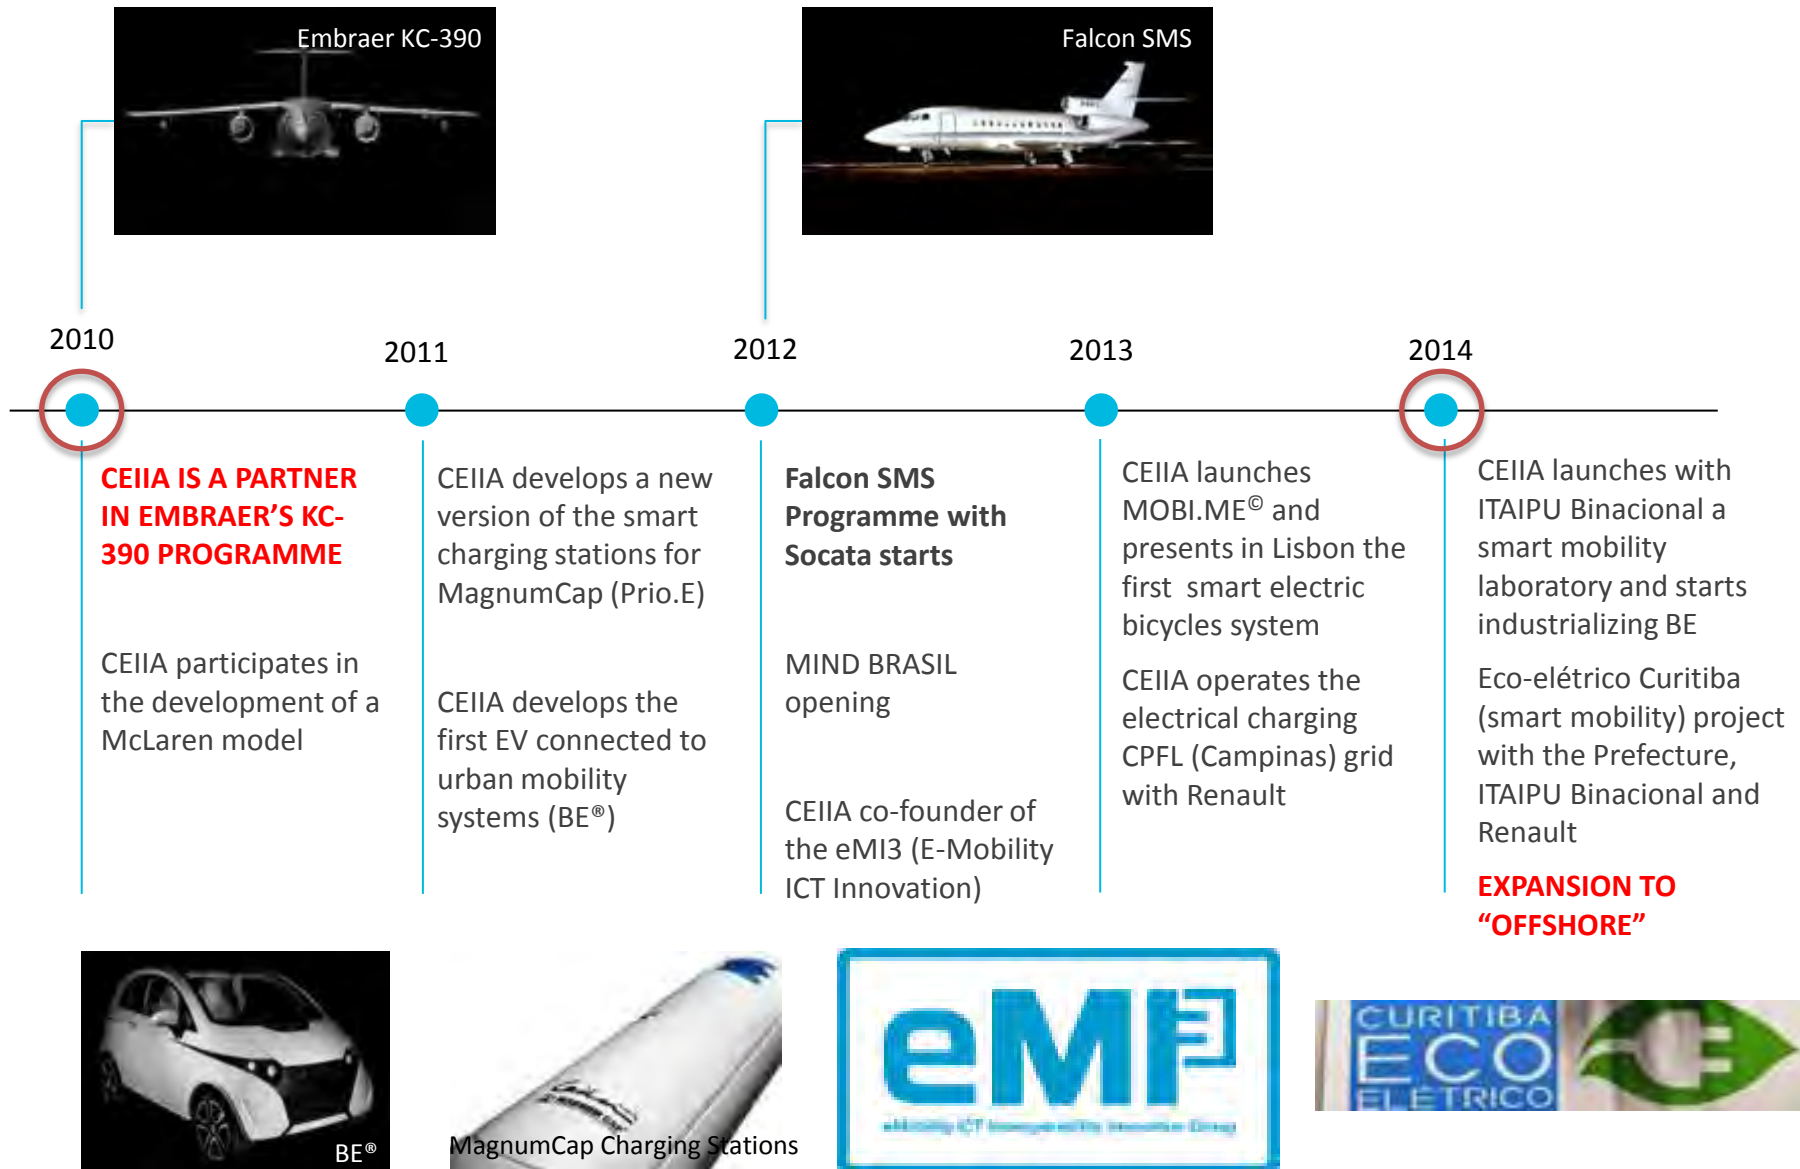 Embraer KC-390
Falcon SMS
2010
2011
2012
2013
2014
CEIIA IS A PARTNER
IN EMBRAER’S KC-
390 PROGRAMME
CEIIA participates in
the development of a
McLaren model
CEIIA develops a new
version of the smart
charging stations for
MagnumCap (Prio.E)
CEIIA develops the
first EV connected to
urban mobility
systems (BE®)
Falcon SMS
Programme with
Socata starts
MIND BRASIL
opening
CEIIA co-founder of
the eMI3 (E-Mobility
ICT Innovation)
CEIIA launches
MOBI.ME© and
presents in Lisbon the
first smart electric
bicycles system
CEIIA operates the
electrical charging
CPFL (Campinas) grid
with Renault
CEIIA launches with
ITAIPU Binacional a
smart mobility
laboratory and starts
industrializing BE
Eco-elétrico Curitiba
(smart mobility) project
with the Prefecture,
ITAIPU Binacional and
Renault
EXPANSION TO
“OFFSHORE”
BE®
MagnumCap Charging Stations
eMI3
CURITIBA
ECO
ELÉTRICO